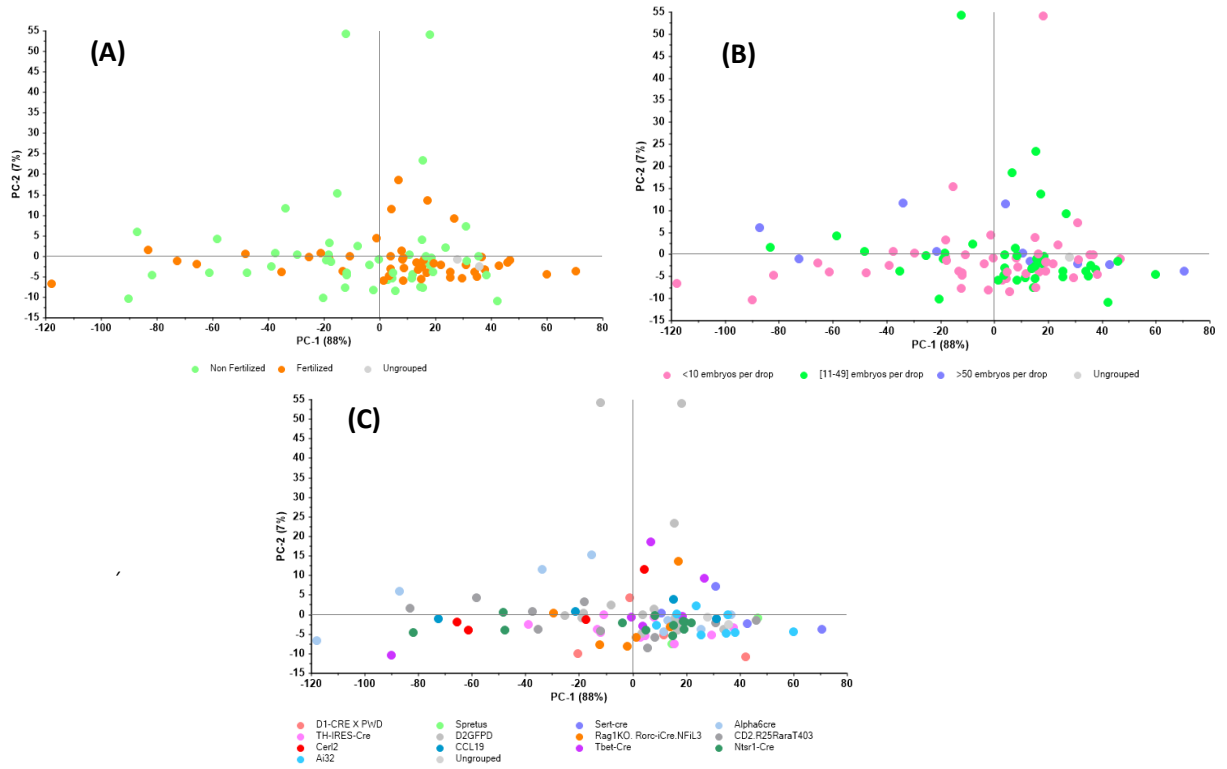 (A)
55
50
45
40
35
30
25
20
15
10
5
0
-5
-10
-15
PC-2 (7%)
-120 -100 -80 -60 -40 -20 0 20 40 60 80
PC-1 (88%)
Non Fertilized Fertilized Ungrouped
(B)
55
50
45
40
35
30
25
20
15
10
5
0
-5
-10
-15
PC-2 (7%)
-120 -100 -80 -60 -40 -20 0 20 40 60 80
PC-1 (88%)
<10 embryos per drop [11-49] embryos per drop >50 embryos per drop Ungrouped
(C)
55
50
45
40
35
30
25
20
15
10
5
0
-5
-10
-15
PC-2 (7%)
-120 -100 -80 -60 -40 -20 0 20 40 60 80
PC-1 (88%)
D1-CRE X PWD Spretus Sert-cre Alpha6cre
TH-IRES-Cre D2GFPD Rag1KO. Rorc-iCre.NFiL3 CD2.R25RaraT403
Cerl2 CCL19 Tbet-Cre Ntsr1-Cre
Ai32 Ungrouped